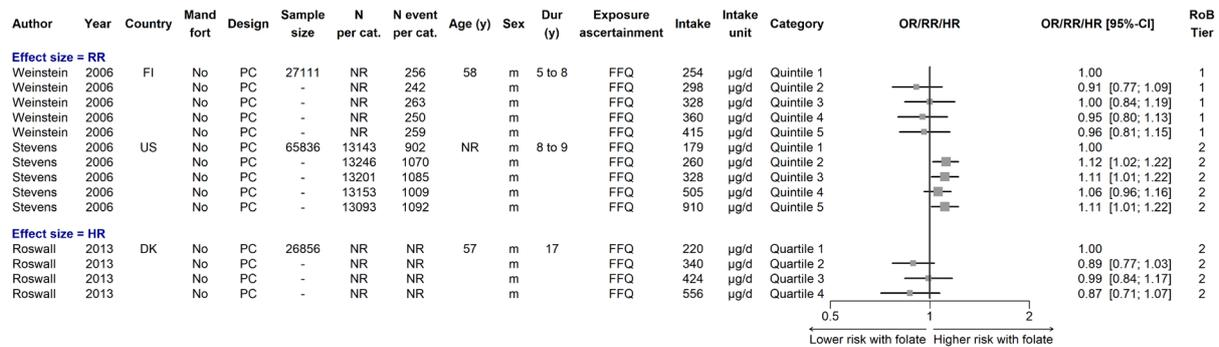 Author Year Country Mand fort Design Sample size N per cat. N event per cat. Age (y) Sex Dur (y) Exposure ascertainment Intake Intake unit Category OR/RR/HR OR/RR/HR [95%-CI] RoB Tier
Effect size = RR
Weinstein 2006 FI No PC 27111 NR 256 58 m 5 to 8 FFQ 254 µg/d Quintile 1 1.00 1
Weinstein 2006 No PC - NR 242 m FFQ 298 µg/d Quintile 2 0.91 [0.77; 1.09] 1
Weinstein 2006 No PC - NR 263 m FFQ 328 µg/d Quintile 3 1.00 [0.84; 1.19] 1
Weinstein 2006 No PC - NR 250 m FFQ 360 µg/d Quintile 4 0.95 [0.80; 1.13] 1
Weinstein 2006 No PC - NR 259 m FFQ 415 µg/d Quintile 5 0.96 [0.81; 1.15] 1
Stevens 2006 US No PC 65836 13143 902 NR m 8 to 9 FFQ 179 µg/d Quintile 1 1.00 2
Stevens 2006 No PC - 13246 1070 m FFQ 260 µg/d Quintile 2 1.12 [1.02; 1.22] 2
Stevens 2006 No PC - 13201 1085 m FFQ 328 µg/d Quintile 3 1.11 [1.01; 1.22] 2
Stevens 2006 No PC - 13153 1009 m FFQ 505 µg/d Quintile 4 1.06 [0.96; 1.16] 2
Stevens 2006 No PC - 13093 1092 m FFQ 910 µg/d Quintile 5 1.11 [1.01; 1.22] 2
Effect size = HR
Roswall 2013 DK No PC 26856 NR NR 57 m 17 FFQ 220 µg/d Quartile 1 1.00 2
Roswall 2013 No PC - NR NR m FFQ 340 µg/d Quartile 2 0.89 [0.77; 1.03] 2
Roswall 2013 No PC - NR NR m FFQ 424 µg/d Quartile 3 0.99 [0.84; 1.17] 2
Roswall 2013 No PC - NR NR m FFQ 556 µg/d Quartile 4 0.87 [0.71; 1.07] 2
0.5 1 2
Lower risk with folate Higher risk with folate